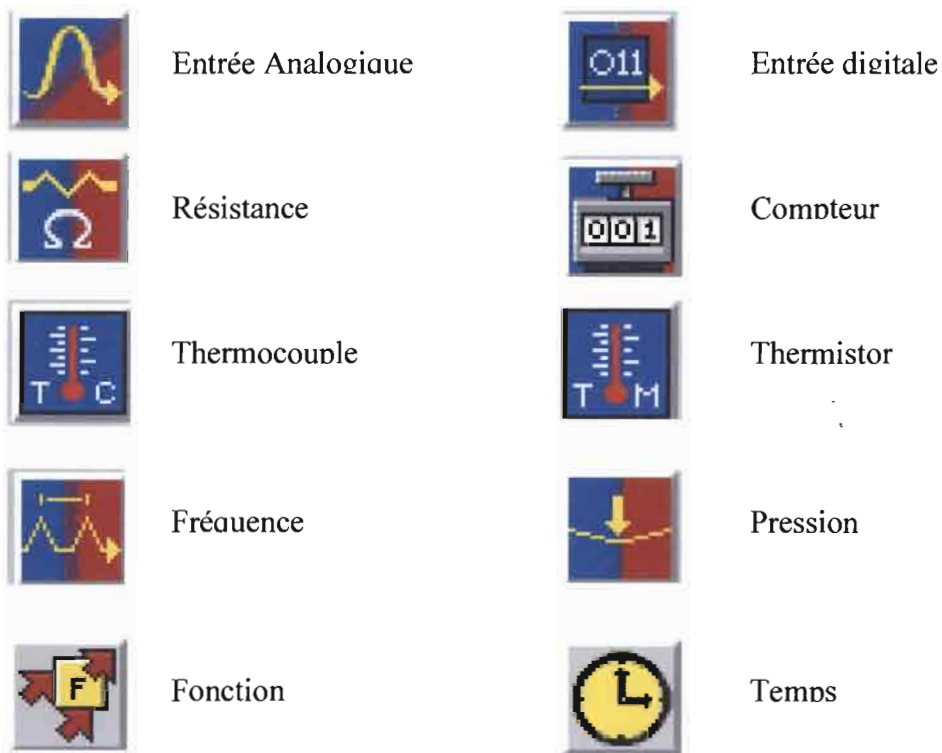 Entrée Analogique
011
Entrée digitale
Résistance
Ω
001
Compteur
T C
Thermocouple
T M
Thermistor
Fréquence
Pression
F
Fonction
Temps